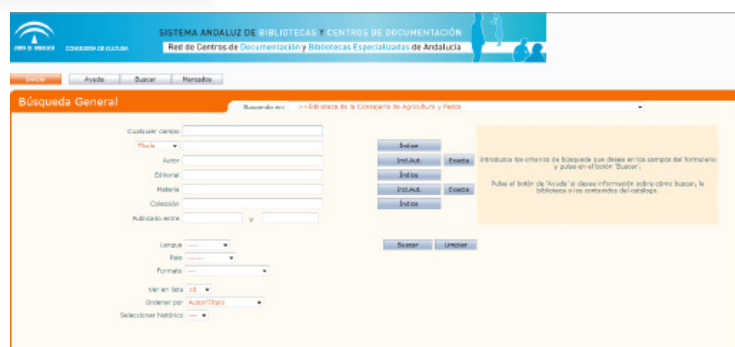 SISTEMA ANDALUZ DE BIBLIOTECAS Y CENTROS DE DOCUMENTACIÓN
Red de Centros de Documentación y Bibliotecas Especializadas de Andalucía
JUNTA DE ANDALUCIA CONSEJERÍA DE CULTURA
Inicio Ayuda Buscar Marcados
Búsqueda General
Buscando en: >>Biblioteca de la Consejería de Agricultura y Pesca
Cualquier campo
Título Índice
Autor Ind.Aut. Exacta
Editorial Índice
Materia Ind.Aut. Exacta
Colección Índice
Publicado entre y
Introduzca los criterios de búsqueda que desee en los campos del formulario
y pulse en el botón 'Buscar'.
Pulse el botón de 'Ayuda' si desea información sobre cómo buscar, la
biblioteca o los contenidos del catálogo.
Lengua ---- Buscar Limpiar
País ------
Formato ---
Ver en lista 10
Ordenar por Autor/Título
Seleccionar histórico ---